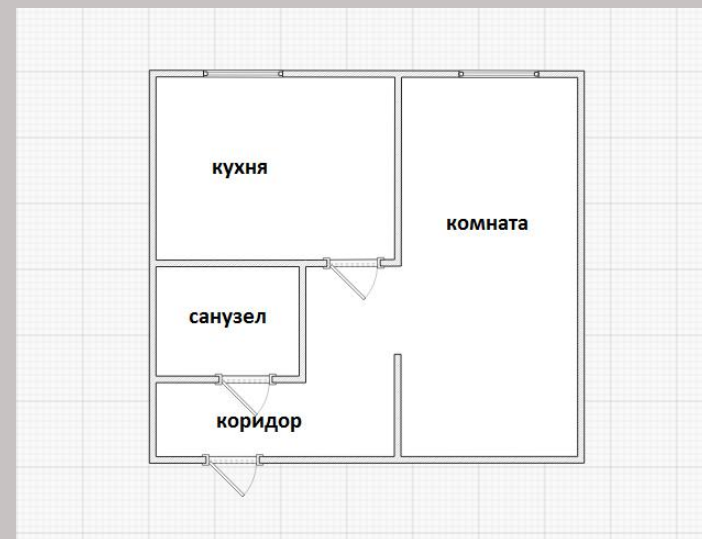 кухня
комната
санузел
коридор